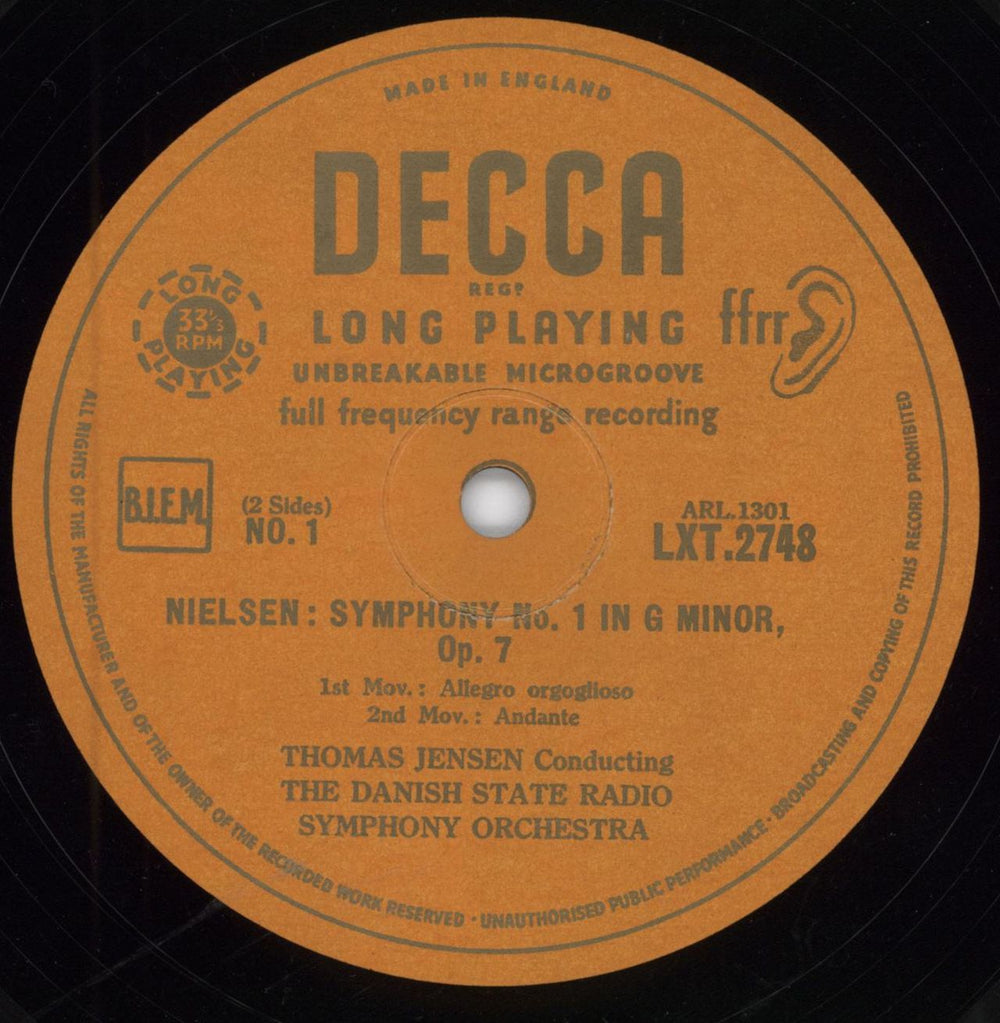 MADE IN ENGLAND
DECCA
REGD
LONG PLAYING
33⅓
RPM
LONG PLAYING
ffrr
UNBREAKABLE MICROGROOVE
full frequency range recording
B.I.E.M.
(2 Sides)
NO. 1
ARL.1301
LXT.2748
NIELSEN: SYMPHONY No. 1 IN G MINOR,
Op. 7
1st Mov.: Allegro orgoglioso
2nd Mov.: Andante
THOMAS JENSEN Conducting
THE DANISH STATE RADIO
SYMPHONY ORCHESTRA
ALL RIGHTS OF THE MANUFACTURER AND OF THE OWNER OF THE RECORDED WORK RESERVED · UNAUTHORISED PUBLIC PERFORMANCE · BROADCASTING AND COPYING OF THIS RECORD PROHIBITED